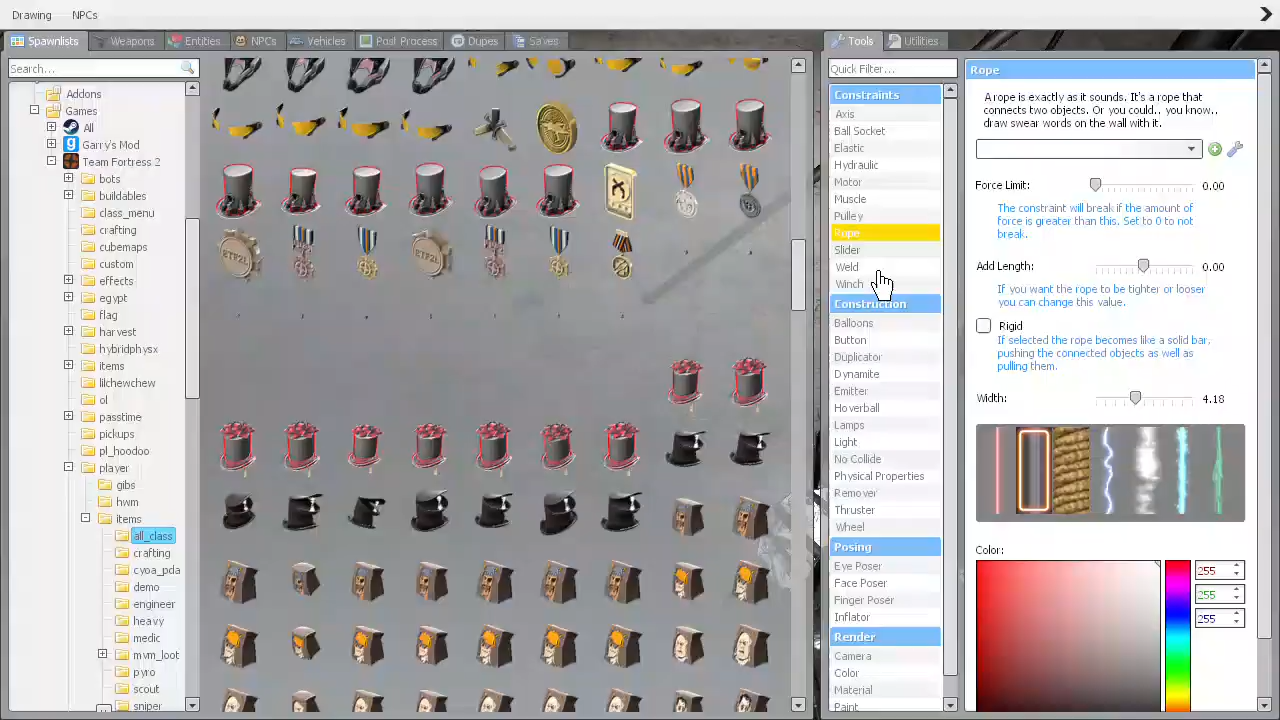 Drawing NPCs
Spawnlists Weapons Entities NPCs Vehicles Post Process Dupes Saves
Search...
Addons
Games
All
Garry's Mod
Team Fortress 2
bots
buildables
class_menu
crafting
cubemaps
custom
effects
egypt
flag
harvest
hybridphysx
items
lilchewchew
ol
passtime
pickups
pl_hoodoo
player
gibs
hwm
items
all_class
crafting
cyoa_pda
demo
engineer
heavy
medic
mvm_loot
pyro
scout
sniper
ETF2L
ETF2L
Tools Utilities
Quick Filter...
Constraints
Axis
Ball Socket
Elastic
Hydraulic
Motor
Muscle
Pulley
Rope
Slider
Weld
Winch
Construction
Balloons
Button
Duplicator
Dynamite
Emitter
Hoverball
Lamps
Light
No Collide
Physical Properties
Remover
Thruster
Wheel
Posing
Eye Poser
Face Poser
Finger Poser
Inflator
Render
Camera
Color
Material
Paint
Rope
A rope is exactly as it sounds. It's a rope that
connects two objects. Or you could.. you know..
draw swear words on the wall with it.
Force Limit: 0.00
The constraint will break if the amount of
force is greater than this. Set to 0 to not
break.
Add Length: 0.00
If you want the rope to be tighter or looser
you can change this value.
Rigid
If selected the rope becomes like a solid bar,
pushing the connected objects as well as
pulling them.
Width: 4.18
Color:
255
255
255